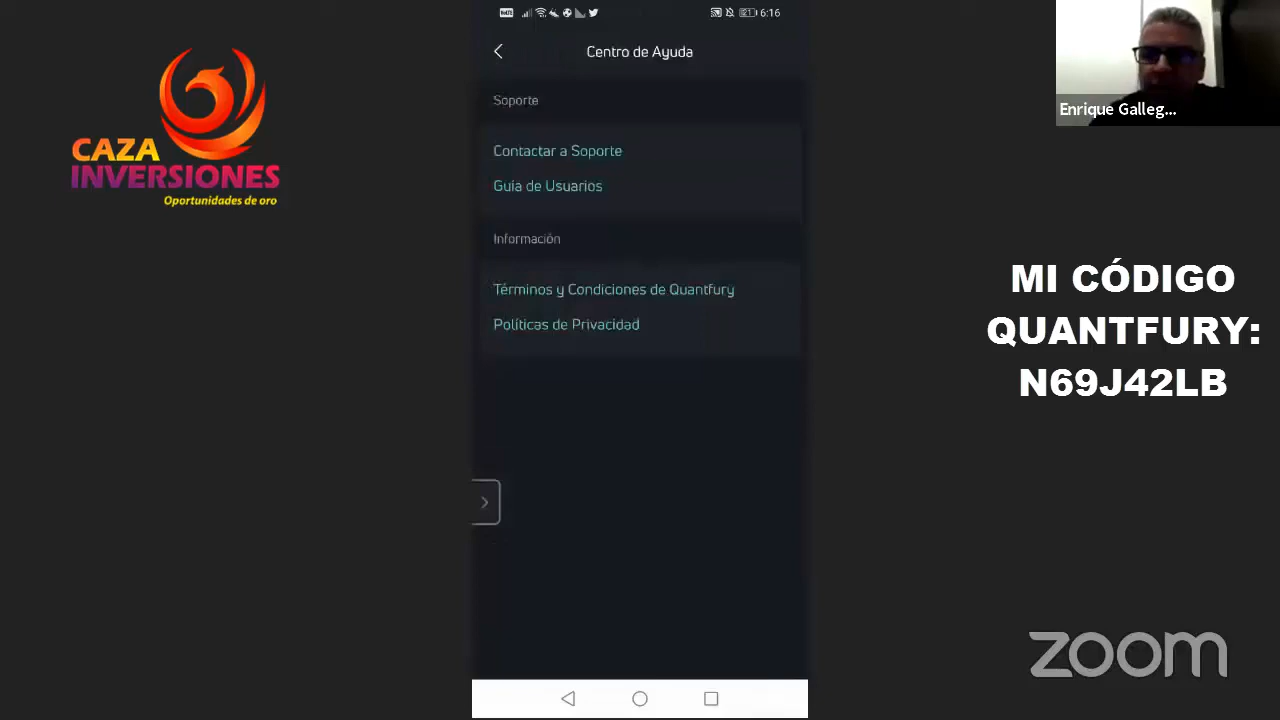 CAZA
INVERSIONES
Oportunidades de oro
6:16
Centro de Ayuda
Soporte
Contactar a Soporte
Guía de Usuarios
Información
Términos y Condiciones de Quantfury
Políticas de Privacidad
Enrique Galleg...
MI CÓDIGO
QUANTFURY:
N69J42LB
zoom